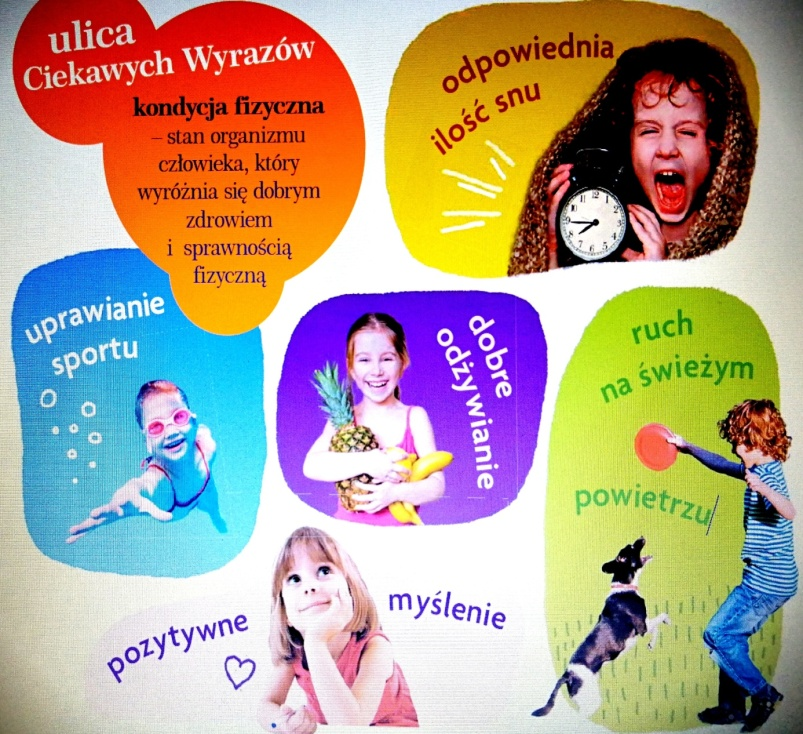 ulica
Ciekawych Wyrazów
kondycja fizyczna
– stan organizmu
człowieka, który
wyróżnia się dobrym
zdrowiem
i sprawnością
fizyczną
odpowiednia
ilość snu
uprawianie
sportu
dobre
odżywianie
ruch
na świeżym
powietrzu
pozytywne
myślenie